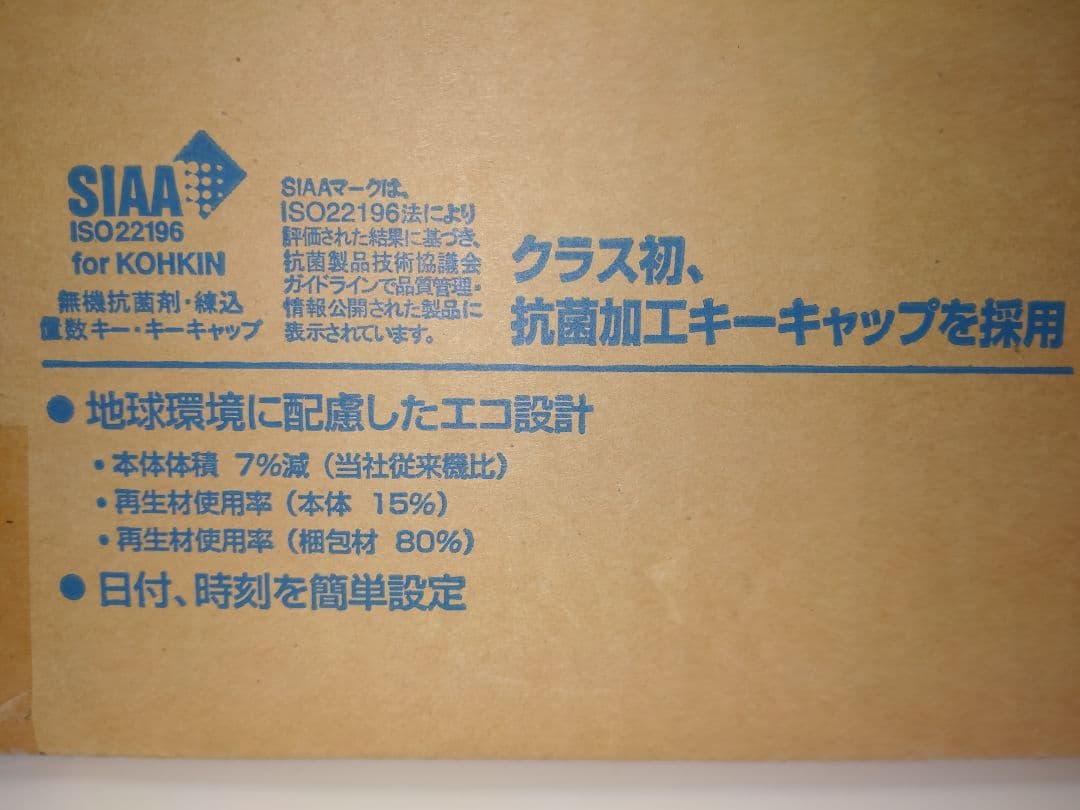 SIAA
ISO22196
for KOHKIN
無機抗菌剤・練込
置数キー・キーキャップ
SIAAマークは、
ISO22196法により
評価された結果に基づき、
抗菌製品技術協議会
ガイドラインで品質管理・
情報公開された製品に
表示されています。
クラス初、
抗菌加工キーキャップを採用
● 地球環境に配慮したエコ設計
・本体体積 7%減（当社従来機比）
・再生材使用率（本体 15%）
・再生材使用率（梱包材 80%）
● 日付、時刻を簡単設定